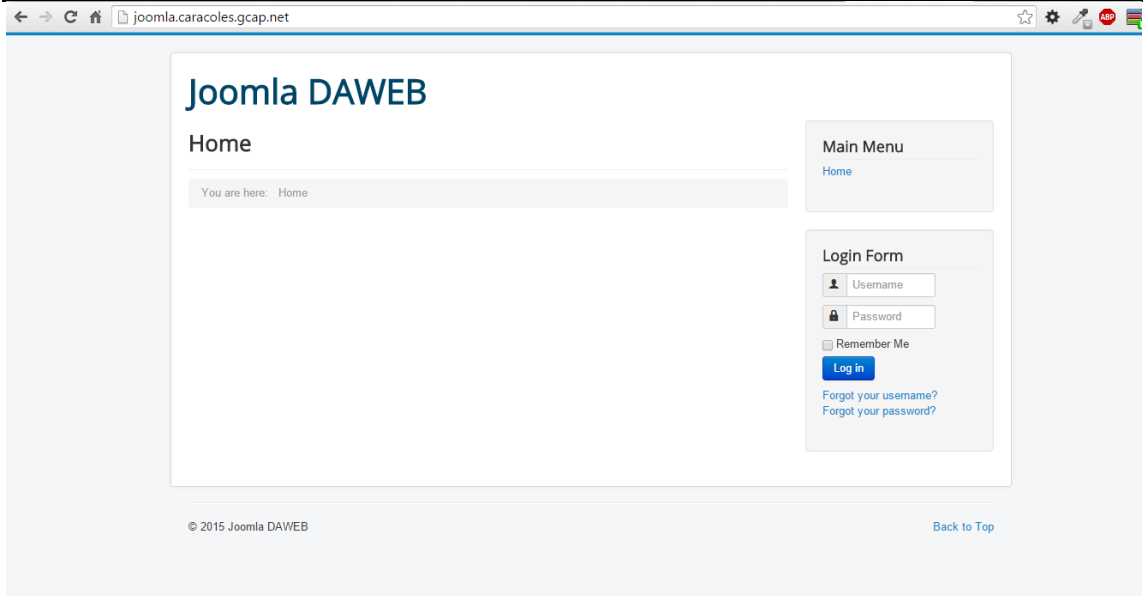 joomla.caracoles.gcap.net
ABP
Joomla DAWEB
Home
You are here: Home
Main Menu
Home
Login Form
Username
Password
Remember Me
Log in
Forgot your username?
Forgot your password?
© 2015 Joomla DAWEB
Back to Top